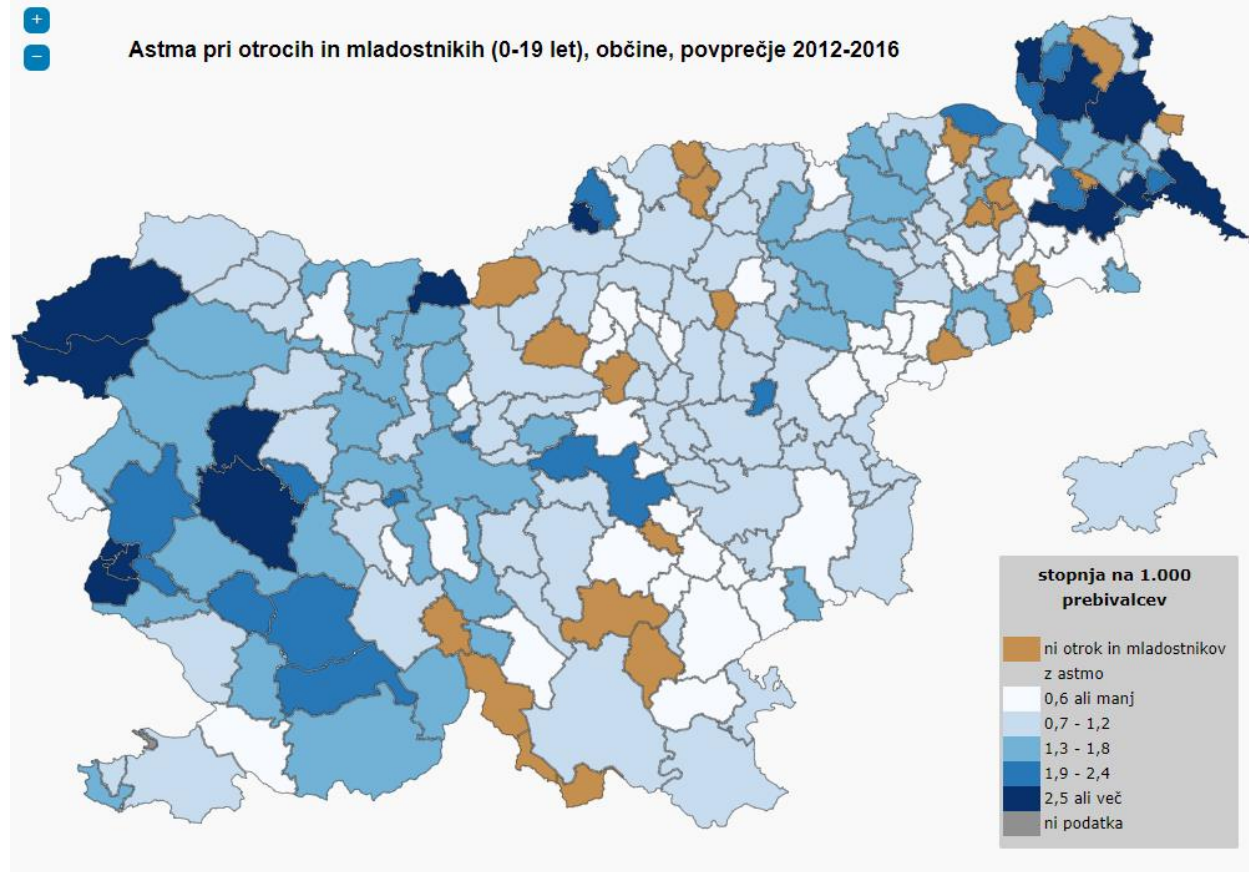 +
−
Astma pri otrocih in mladostnikih (0-19 let), občine, povprečje 2012-2016
stopnja na 1.000
prebivalcev
ni otrok in mladostnikov
z astmo
0,6 ali manj
0,7 - 1,2
1,3 - 1,8
1,9 - 2,4
2,5 ali več
ni podatka